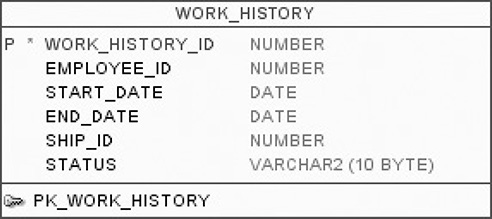 WORK_HISTORY
P * WORK_HISTORY_ID NUMBER
EMPLOYEE_ID NUMBER
START_DATE DATE
END_DATE DATE
SHIP_ID NUMBER
STATUS VARCHAR2 (10 BYTE)
PK_WORK_HISTORY